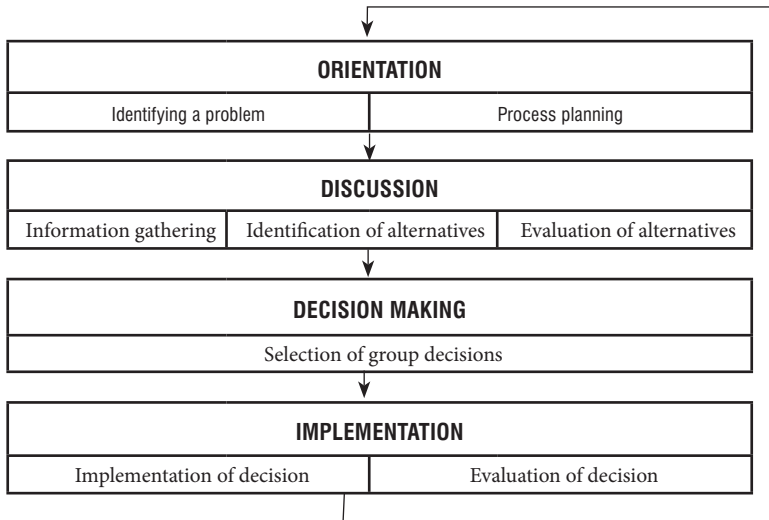 ORIENTATION
Identifying a problem
Process planning
DISCUSSION
Information gathering
Identification of alternatives
Evaluation of alternatives
DECISION MAKING
Selection of group decisions
IMPLEMENTATION
Implementation of decision
Evaluation of decision